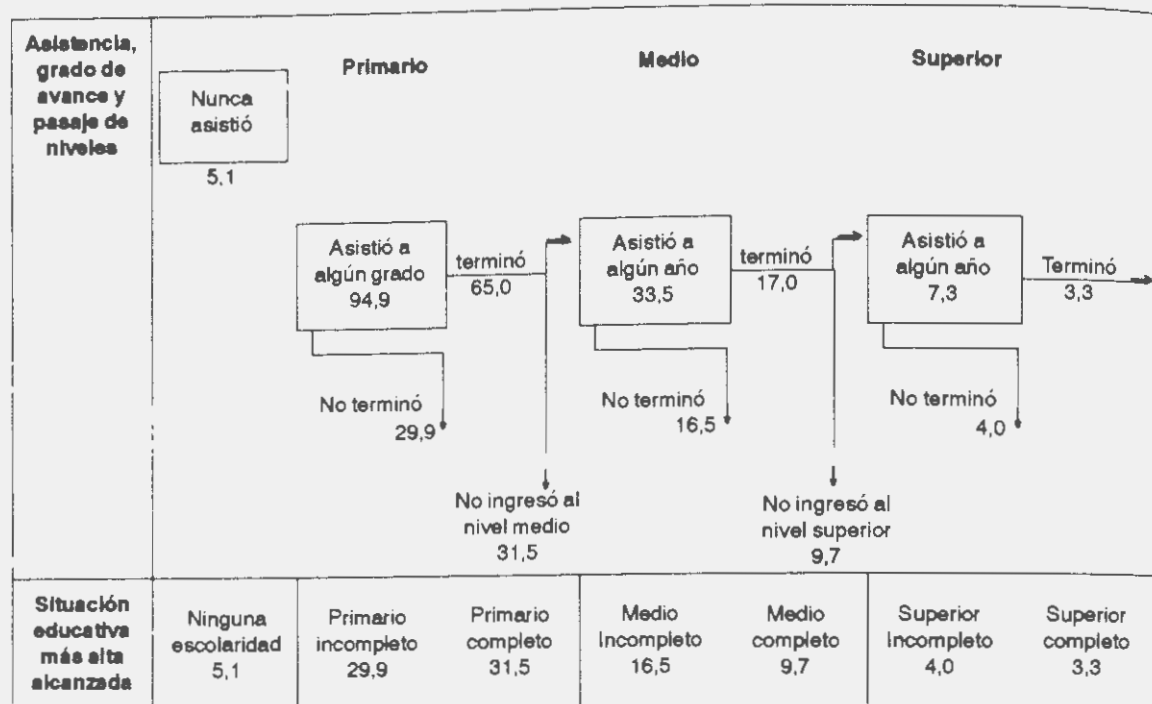 Asistencia,
grado de
avance y
pasaje de
niveles
Primario
Medio
Superior
Nunca
asistió
5,1
Asistió a
algún grado
94,9
terminó
65,0
Asistió a
algún año
33,5
terminó
17,0
Asistió a
algún año
7,3
Terminó
3,3
No terminó
29,9
No terminó
16,5
No terminó
4,0
No ingresó al
nivel medio
31,5
No ingresó al
nivel superior
9,7
Situación
educativa
más alta
alcanzada
Ninguna
escolaridad
5,1
Primario
incompleto
29,9
Primario
completo
31,5
Medio
Incompleto
16,5
Medio
completo
9,7
Superior
Incompleto
4,0
Superior
completo
3,3